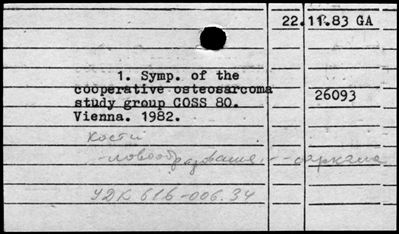 22.11.83 GA
1. Symp. of the
cooperative osteosarcoma
study group COSS 80.
26093
Vienna. 1982.
кости
-новообразования, - саркома
УДК 616-006.34